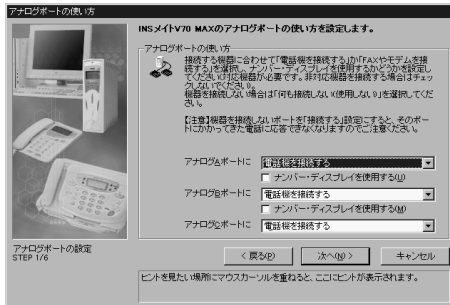 アナログポートの使い方
INSメイトV70 MAXのアナログポートの使い方を設定します。
アナログポートの使い方
接続する機器に合わせて「電話機を接続する」か「FAXやモデムを接
続する」を選択し、ナンバー・ディスプレイを使用するかどうかを設定し
てください(対応機器が必要です。非対応機器を接続する場合はチェッ
クしないでください)。
機器を接続しない場合は「何も接続しない(使用しない)」を選択してくだ
さい。
【注意】機器を接続しないポートを「接続する」設定にすると、そのポー
トにかかってきた電話に応答できなくなりますのでご注意ください。
アナログAポートに 電話機を接続する
ナンバー・ディスプレイを使用する(U)
アナログBポートに 電話機を接続する
ナンバー・ディスプレイを使用する(M)
アナログCポートに 電話機を接続する
アナログポートの設定
STEP 1/6
< 戻る(P) 次へ(N) > キャンセル
ヒントを見たい場所にマウスカーソルを重ねると、ここにヒントが表示されます。